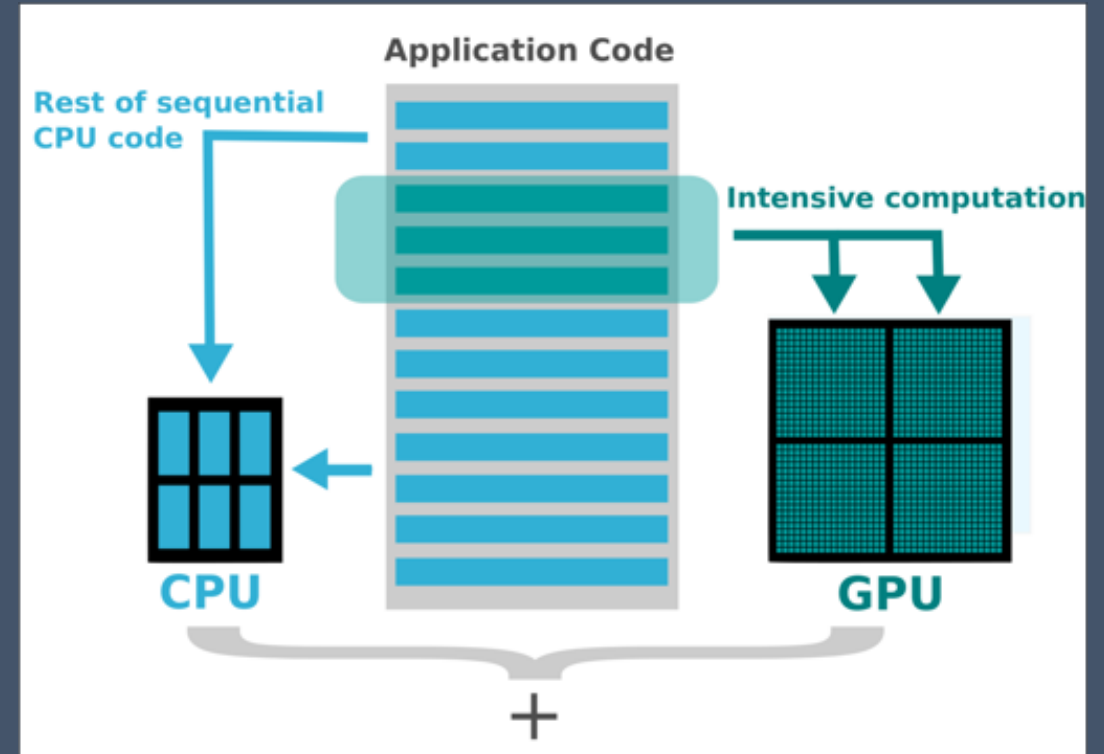 Application Code
Rest of sequential
CPU code
Intensive computation
CPU
GPU
+